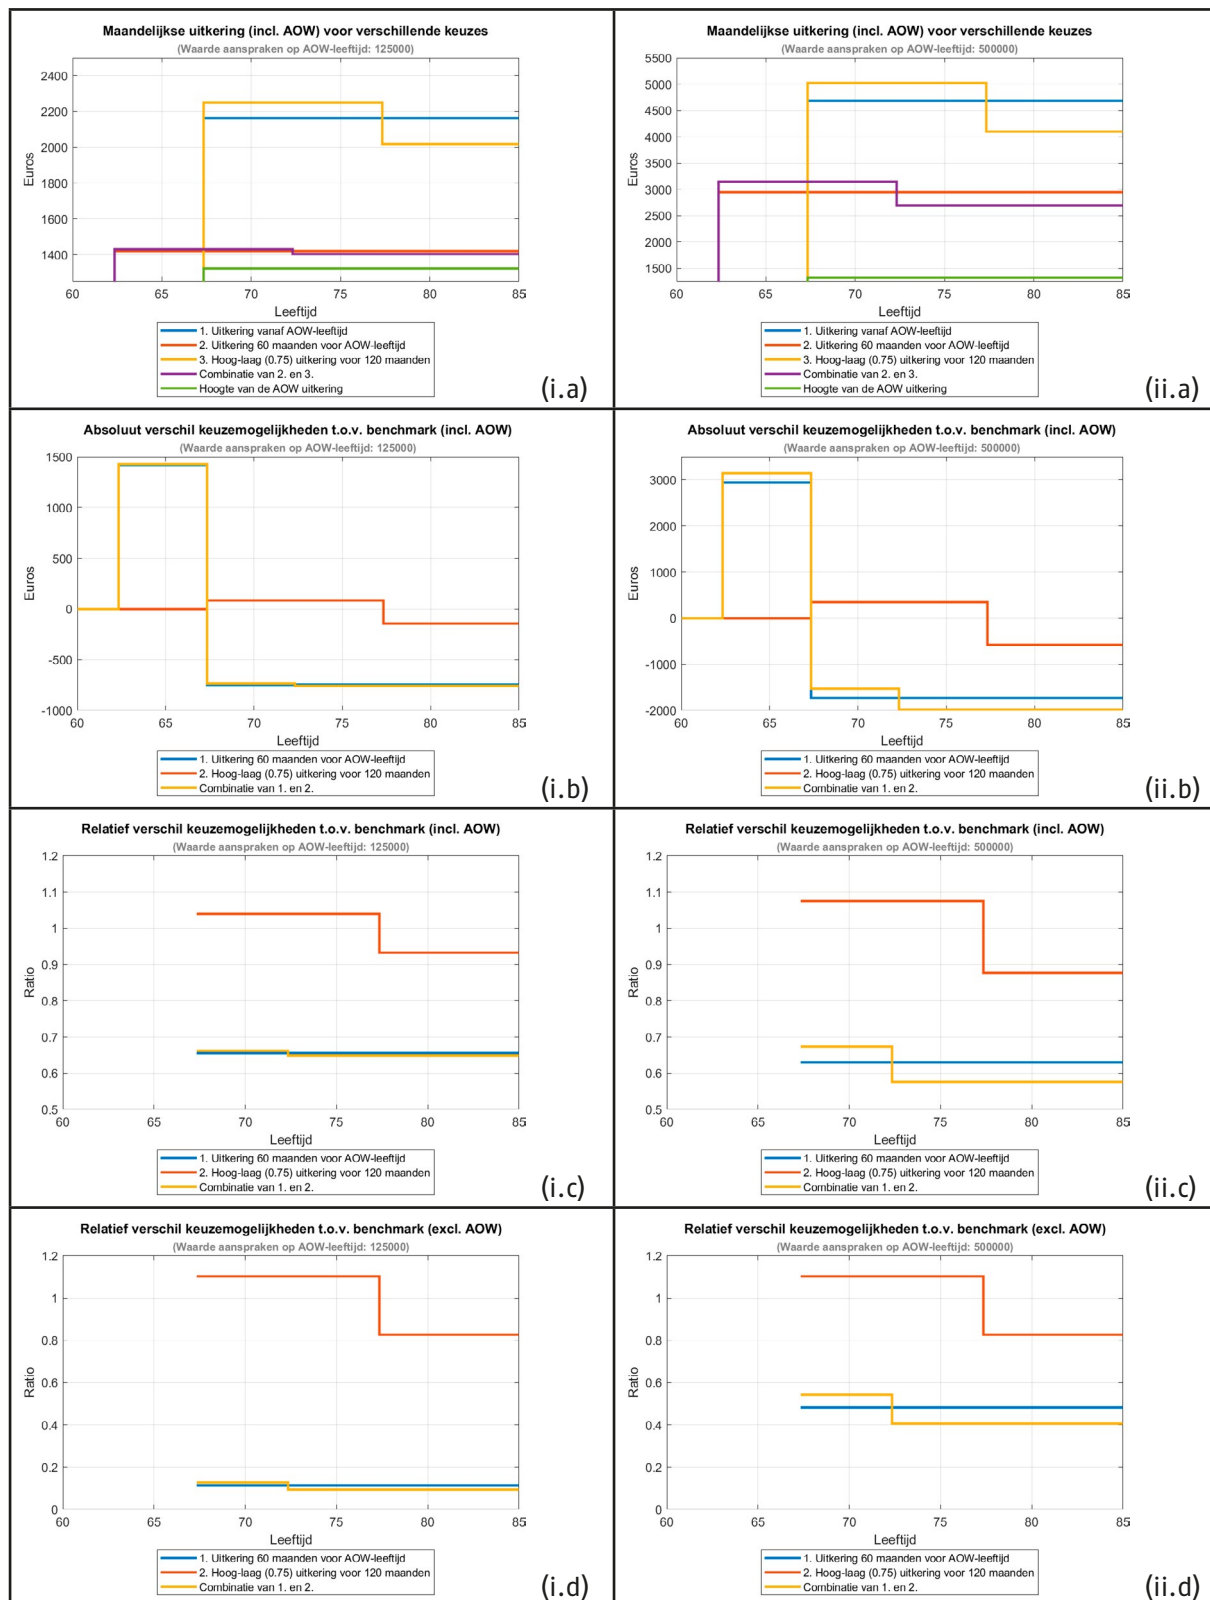 Maandelijkse uitkering (incl. AOW) voor verschillende keuzes
(Waarde aanspraken op AOW-leeftijd: 125000)
2400
2200
2000
1800
1600
1400
Euros
60 65 70 75 80 85
Leeftijd
1. Uitkering vanaf AOW-leeftijd
2. Uitkering 60 maanden voor AOW-leeftijd
3. Hoog-laag (0.75) uitkering voor 120 maanden
Combinatie van 2. en 3.
Hoogte van de AOW uitkering
(i.a)
Maandelijkse uitkering (incl. AOW) voor verschillende keuzes
(Waarde aanspraken op AOW-leeftijd: 500000)
5500
5000
4500
4000
3500
3000
2500
2000
1500
Euros
60 65 70 75 80 85
Leeftijd
1. Uitkering vanaf AOW-leeftijd
2. Uitkering 60 maanden voor AOW-leeftijd
3. Hoog-laag (0.75) uitkering voor 120 maanden
Combinatie van 2. en 3.
Hoogte van de AOW uitkering
(ii.a)
Absoluut verschil keuzemogelijkheden t.o.v. benchmark (incl. AOW)
(Waarde aanspraken op AOW-leeftijd: 125000)
1500
1000
500
0
-500
-1000
Euros
60 65 70 75 80 85
Leeftijd
1. Uitkering 60 maanden voor AOW-leeftijd
2. Hoog-laag (0.75) uitkering voor 120 maanden
Combinatie van 1. en 2.
(i.b)
Absoluut verschil keuzemogelijkheden t.o.v. benchmark (incl. AOW)
(Waarde aanspraken op AOW-leeftijd: 500000)
3000
2000
1000
0
-1000
-2000
Euros
60 65 70 75 80 85
Leeftijd
1. Uitkering 60 maanden voor AOW-leeftijd
2. Hoog-laag (0.75) uitkering voor 120 maanden
Combinatie van 1. en 2.
(ii.b)
Relatief verschil keuzemogelijkheden t.o.v. benchmark (incl. AOW)
(Waarde aanspraken op AOW-leeftijd: 125000)
1.2
1.1
1
0.9
0.8
0.7
0.6
0.5
Ratio
60 65 70 75 80 85
Leeftijd
1. Uitkering 60 maanden voor AOW-leeftijd
2. Hoog-laag (0.75) uitkering voor 120 maanden
Combinatie van 1. en 2.
(i.c)
Relatief verschil keuzemogelijkheden t.o.v. benchmark (incl. AOW)
(Waarde aanspraken op AOW-leeftijd: 500000)
1.2
1.1
1
0.9
0.8
0.7
0.6
0.5
Ratio
60 65 70 75 80 85
Leeftijd
1. Uitkering 60 maanden voor AOW-leeftijd
2. Hoog-laag (0.75) uitkering voor 120 maanden
Combinatie van 1. en 2.
(ii.c)
Relatief verschil keuzemogelijkheden t.o.v. benchmark (excl. AOW)
(Waarde aanspraken op AOW-leeftijd: 125000)
1.2
1
0.8
0.6
0.4
0.2
0
Ratio
60 65 70 75 80 85
Leeftijd
1. Uitkering 60 maanden voor AOW-leeftijd
2. Hoog-laag (0.75) uitkering voor 120 maanden
Combinatie van 1. en 2.
(i.d)
Relatief verschil keuzemogelijkheden t.o.v. benchmark (excl. AOW)
(Waarde aanspraken op AOW-leeftijd: 500000)
1.2
1
0.8
0.6
0.4
0.2
0
Ratio
60 65 70 75 80 85
Leeftijd
1. Uitkering 60 maanden voor AOW-leeftijd
2. Hoog-laag (0.75) uitkering voor 120 maanden
Combinatie van 1. en 2.
(ii.d)